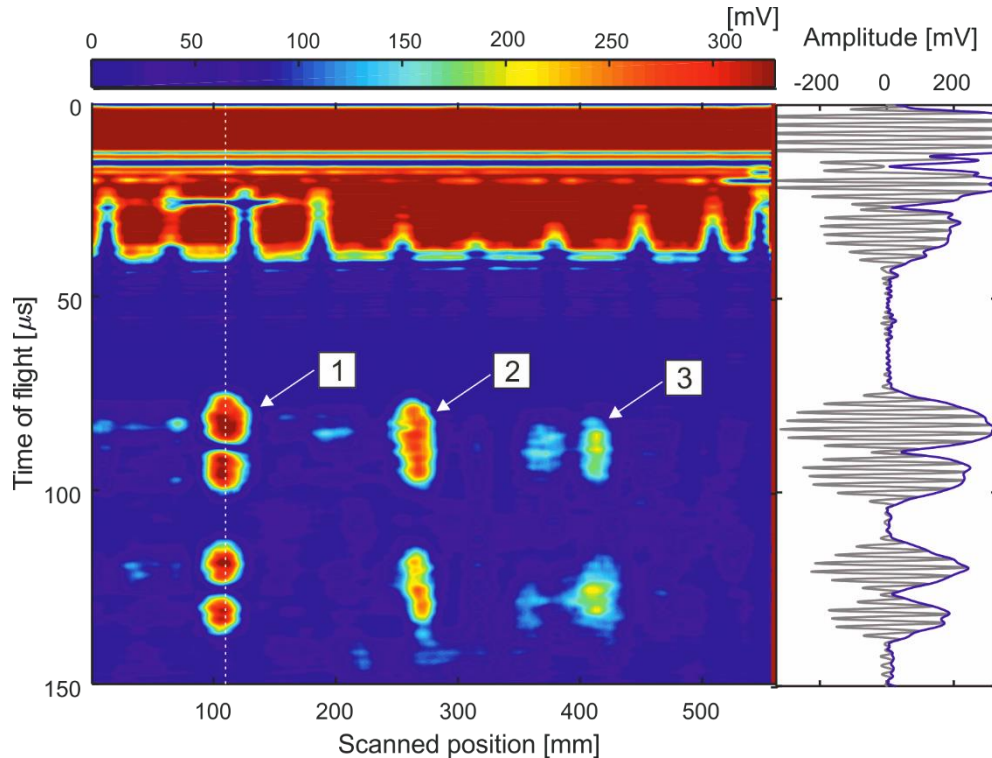 [mV]
0 50 100 150 200 250 300
Amplitude [mV]
-200 0 200
0
50
100
150
Time of flight [µs]
1
2
3
100 200 300 400 500
Scanned position [mm]